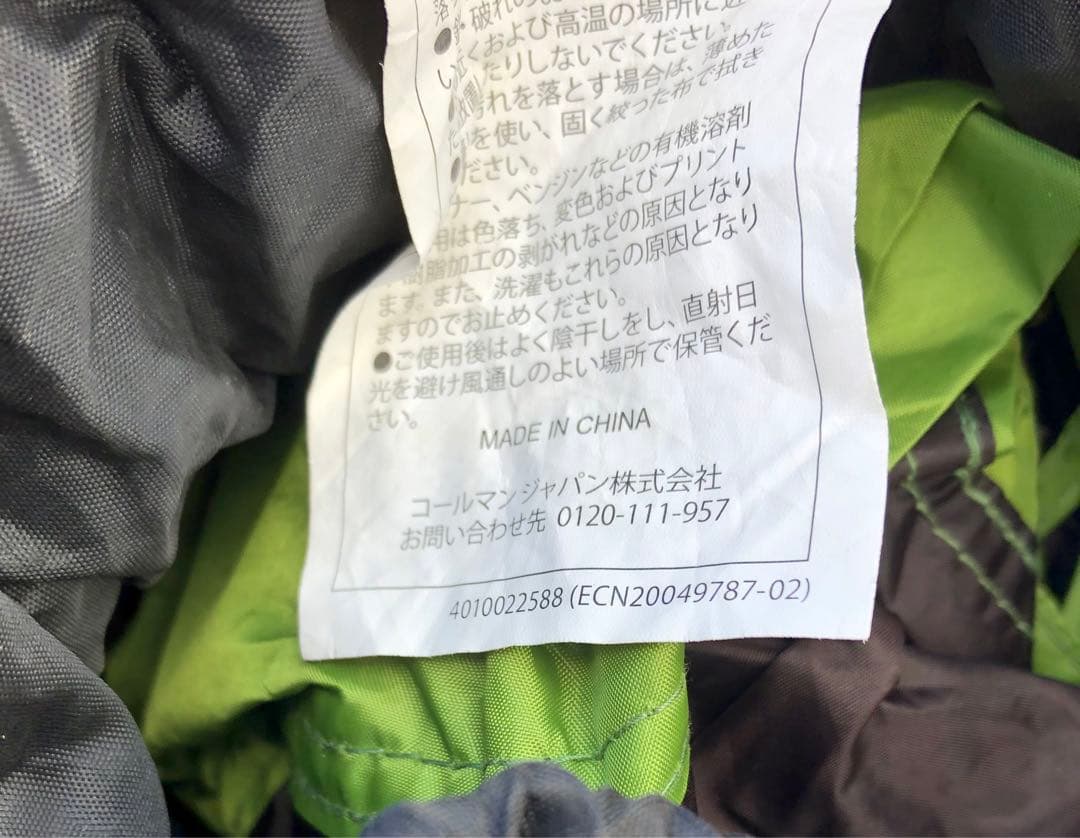 破れの
くおよび高温の場所に近
たりしないでください。
汚れを落とす場合は、薄めた
を使い、固く絞った布で拭き
ださい。
ナー、ベンジンなどの有機溶剤
用は色落ち、変色およびプリント
樹脂加工の剥がれなどの原因となり
ます。また、洗濯もこれらの原因となり
ますのでお止めください。
●ご使用後はよく陰干しをし、直射日
光を避け風通しのよい場所で保管くだ
さい。
MADE IN CHINA
コールマンジャパン株式会社
お問い合わせ先 0120-111-957
4010022588 (ECN20049787-02)